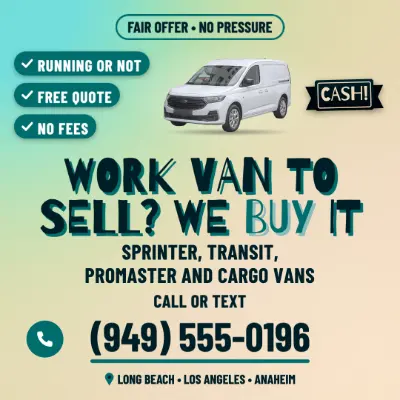 FAIR OFFER • NO PRESSURE
RUNNING OR NOT
FREE QUOTE
NO FEES
CASH!
WORK VAN TO
SELL? WE BUY IT
SPRINTER, TRANSIT,
PROMASTER AND CARGO VANS
CALL OR TEXT
(949) 555-0196
LONG BEACH • LOS ANGELES • ANAHEIM